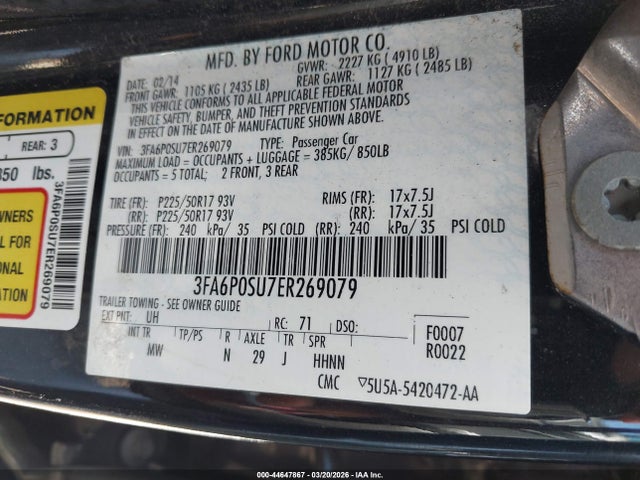 MFD. BY FORD MOTOR CO.
DATE: 02/14 GVWR: 2227 KG (4910 LB)
FRONT GAWR: 1105 KG (2435 LB) REAR GAWR: 1127 KG (2485 LB)
THIS VEHICLE CONFORMS TO ALL APPLICABLE FEDERAL MOTOR
VEHICLE SAFETY, BUMPER, AND THEFT PREVENTION STANDARDS
IN EFFECT ON THE DATE OF MANUFACTURE SHOWN ABOVE.
VIN: 3FA6P0SU7ER269079 TYPE: Passenger Car
MAXIMUM LOAD = OCCUPANTS + LUGGAGE = 385KG/850LB
OCCUPANTS = 5 TOTAL; 2 FRONT, 3 REAR
TIRE (FR): P225/50R17 93V RIMS (FR): 17x7.5J
(RR): P225/50R17 93V (RR): 17x7.5J
PRESSURE (FR): 240 kPa/ 35 PSI COLD (RR): 240 kPa/ 35 PSI COLD
3FA6P0SU7ER269079
TRAILER TOWING - SEE OWNER GUIDE
EXT PNT: UH RC: 71 DSO:
INT TR TP/PS R AXLE TR SPR
MW N 29 J HHNN
F0007
R0022
CMC ▽5U5A-5420472-AA
FORMATION
REAR: 3
850 lbs.
WNERS
L FOR
ONAL
ATION
3FA6P0SU7ER269079
000-44647867 | 03/20/2026 | IAA Inc.